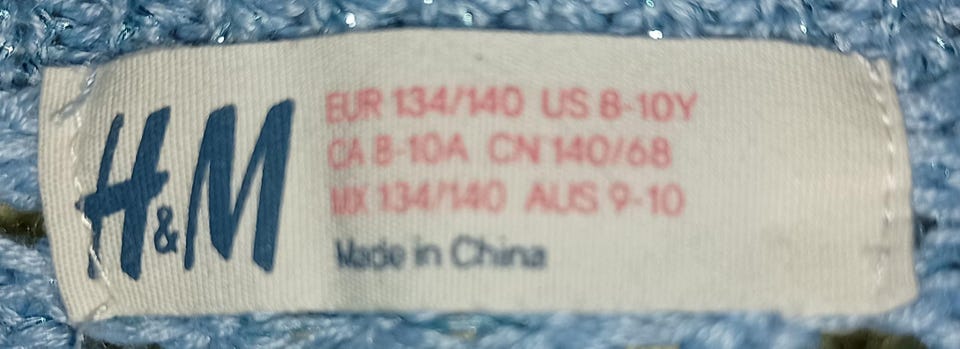 H&M
EUR 134/140 US 8-10Y
CA 8-10A CN 140/68
MX 134/140 AUS 9-10
Made in China